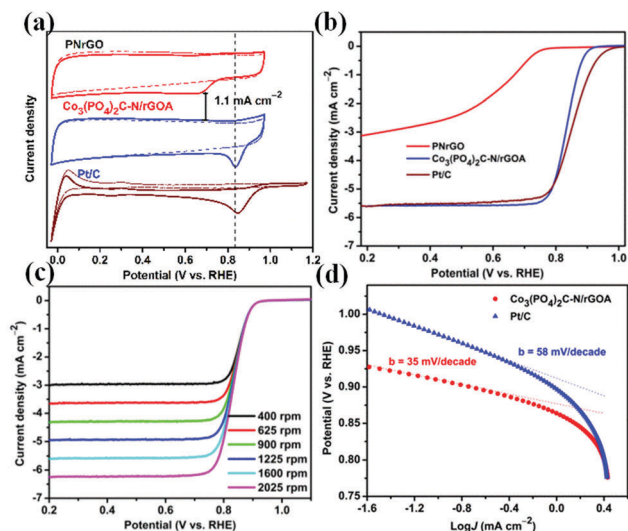 (a)
PNrGO
Co₃(PO₄)₂C-N/rGOA
1.1 mA cm⁻²
Pt/C
Current density
0.0 0.2 0.4 0.6 0.8 1.0
Potential (V vs. RHE)
(b)
0
-1
-2
-3
-4
-5
-6
PNrGO
Co₃(PO₄)₂C-N/rGOA
Pt/C
Current density (mA cm⁻²)
0.2 0.4 0.6 0.8 1.0
Potential (V vs. RHE)
(c)
0
-1
-2
-3
-4
-5
-6
-7
400 rpm
625 rpm
900 rpm
1225 rpm
1600 rpm
2025 rpm
Current density (mA cm⁻²)
0.2 0.4 0.6 0.8 1.0
Potential (V vs. RHE)
(d)
Co₃(PO₄)₂C-N/rGOA
Pt/C
b = 58 mV/decade
b = 35 mV/decade
1.00
0.95
0.90
0.85
0.80
0.75
Potential (V vs. RHE)
-1.6 -1.2 -0.8 -0.4 0.0 0.4
LogJ (mA cm⁻²)